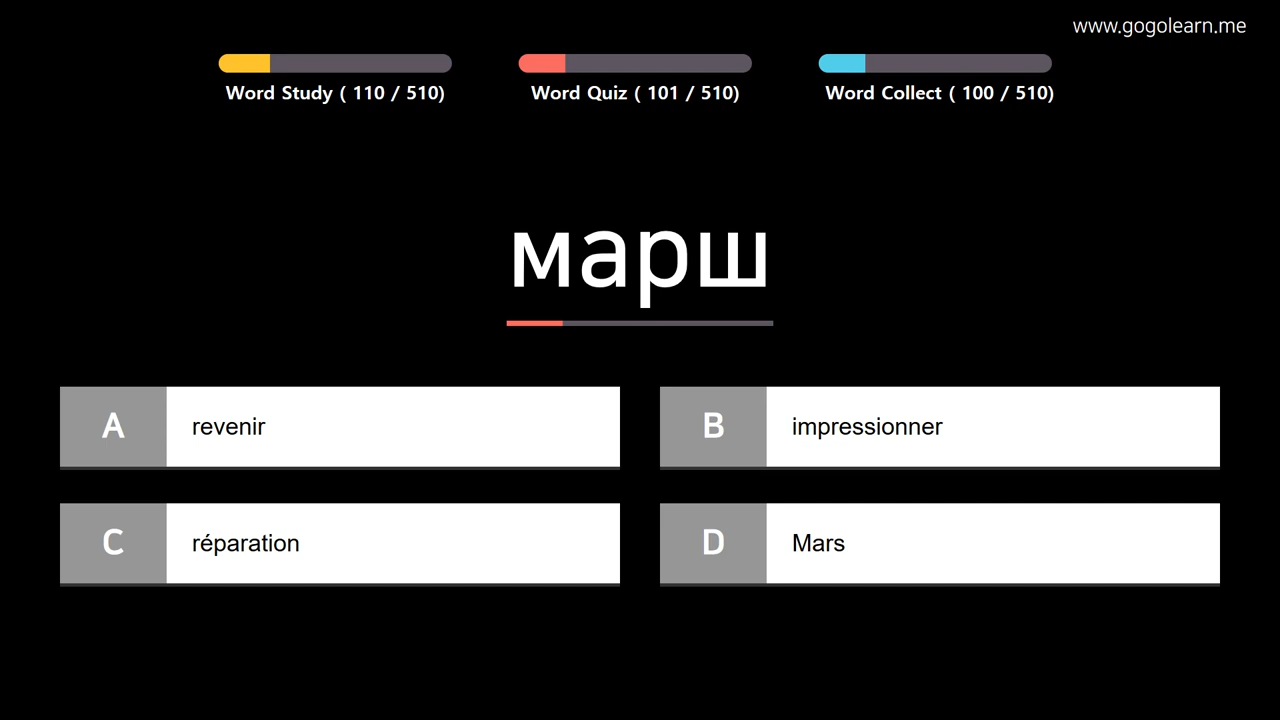 www.gogolearn.me
Word Study ( 110 / 510)
Word Quiz ( 101 / 510)
Word Collect ( 100 / 510)
марш
A revenir
B impressionner
C réparation
D Mars